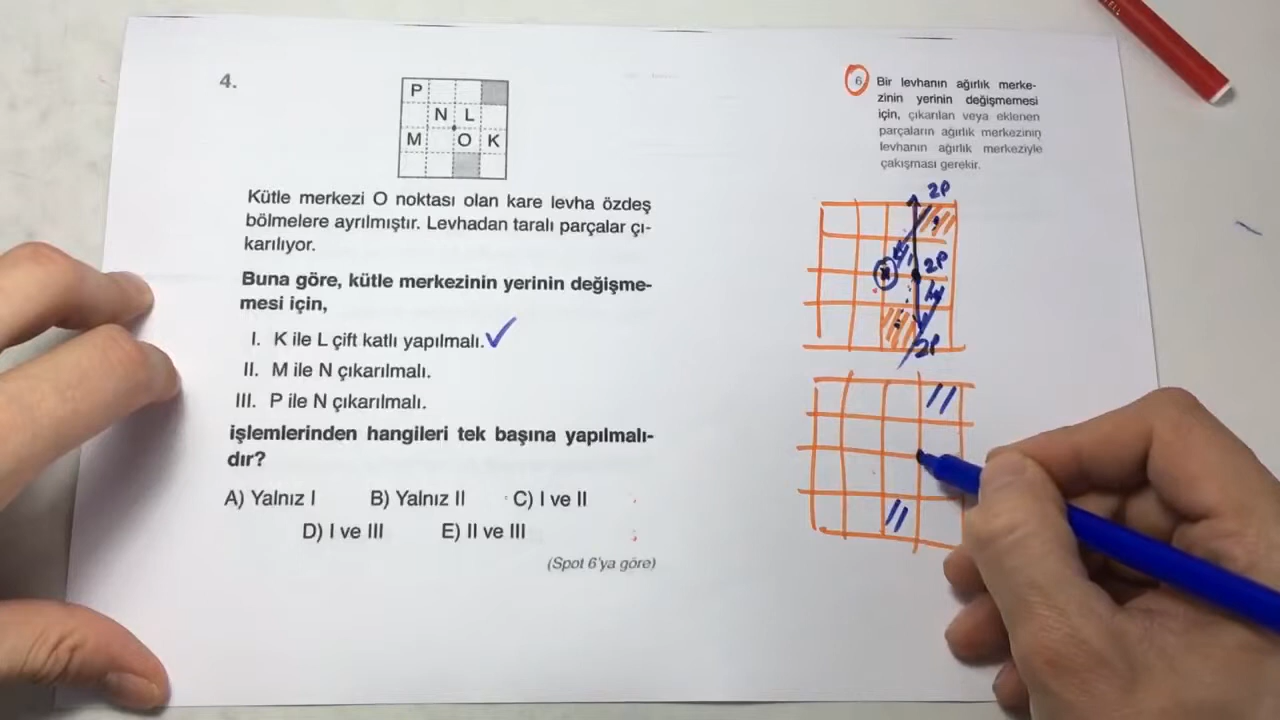 4.
P
N L
M O K
Kütle merkezi O noktası olan kare levha özdeş
bölmelere ayrılmıştır. Levhadan taralı parçalar çı-
karılıyor.
Buna göre, kütle merkezinin yerinin değişme-
mesi için,
I. K ile L çift katlı yapılmalı.
II. M ile N çıkarılmalı.
III. P ile N çıkarılmalı.
işlemlerinden hangileri tek başına yapılmalı-
dır?
A) Yalnız I B) Yalnız II C) I ve II
D) I ve III E) II ve III
(Spot 6'ya göre)
6
Bir levhanın ağırlık merke-
zinin yerinin değişmemesi
için, çıkarılan veya eklenen
parçaların ağırlık merkezinin
levhanın ağırlık merkeziyle
çakışması gerekir.
2P
2P
2P